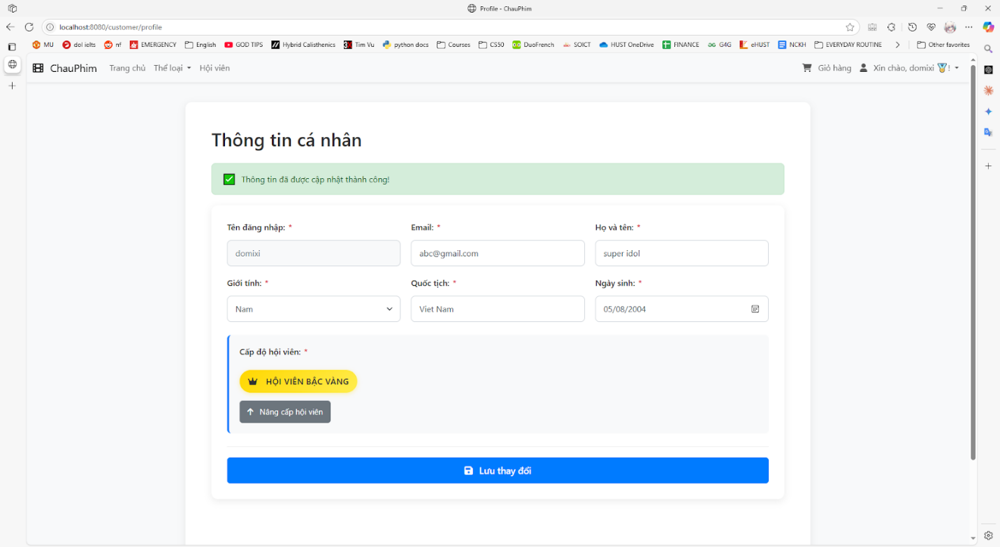 Profile - ChauPhim
localhost:8080/customer/profile
MU dol ielts nf EMERGENCY English GOD TIPS Hybrid Calisthenics Tim Vu python docs Courses CS50 DuoFrench SOICT HUST OneDrive FINANCE G4G eHUST NCKH EVERYDAY ROUTINE Other favorites
ChauPhim Trang chủ Thể loại Hội viên Giỏ hàng Xin chào, domixi 🏅!
Thông tin cá nhân
Thông tin đã được cập nhật thành công!
Tên đăng nhập: * Email: * Họ và tên: *
domixi abc@gmail.com super idol
Giới tính: * Quốc tịch: * Ngày sinh: *
Nam Viet Nam 05/08/2004
Cấp độ hội viên: *
HỘI VIÊN BẬC VÀNG
Nâng cấp hội viên
Lưu thay đổi